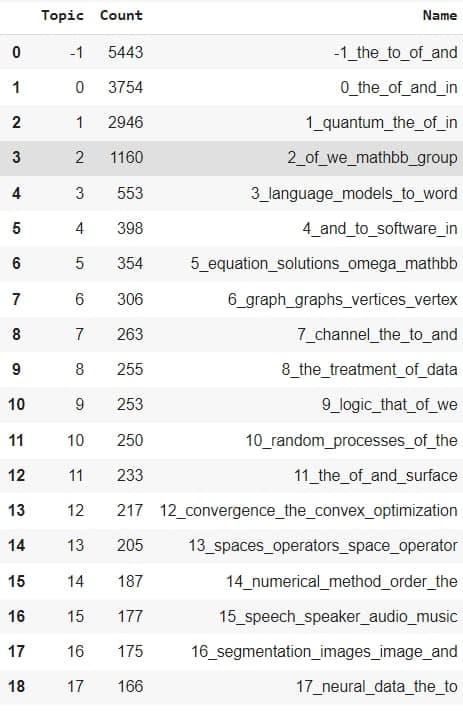 Topic Count Name
0 -1 5443 -1_the_to_of_and
1 0 3754 0_the_of_and_in
2 1 2946 1_quantum_the_of_in
3 2 1160 2_of_we_mathbb_group
4 3 553 3_language_models_to_word
5 4 398 4_and_to_software_in
6 5 354 5_equation_solutions_omega_mathbb
7 6 306 6_graph_graphs_vertices_vertex
8 7 263 7_channel_the_to_and
9 8 255 8_the_treatment_of_data
10 9 253 9_logic_that_of_we
11 10 250 10_random_processes_of_the
12 11 233 11_the_of_and_surface
13 12 217 12_convergence_the_convex_optimization
14 13 205 13_spaces_operators_space_operator
15 14 187 14_numerical_method_order_the
16 15 177 15_speech_speaker_audio_music
17 16 175 16_segmentation_images_image_and
18 17 166 17_neural_data_the_to